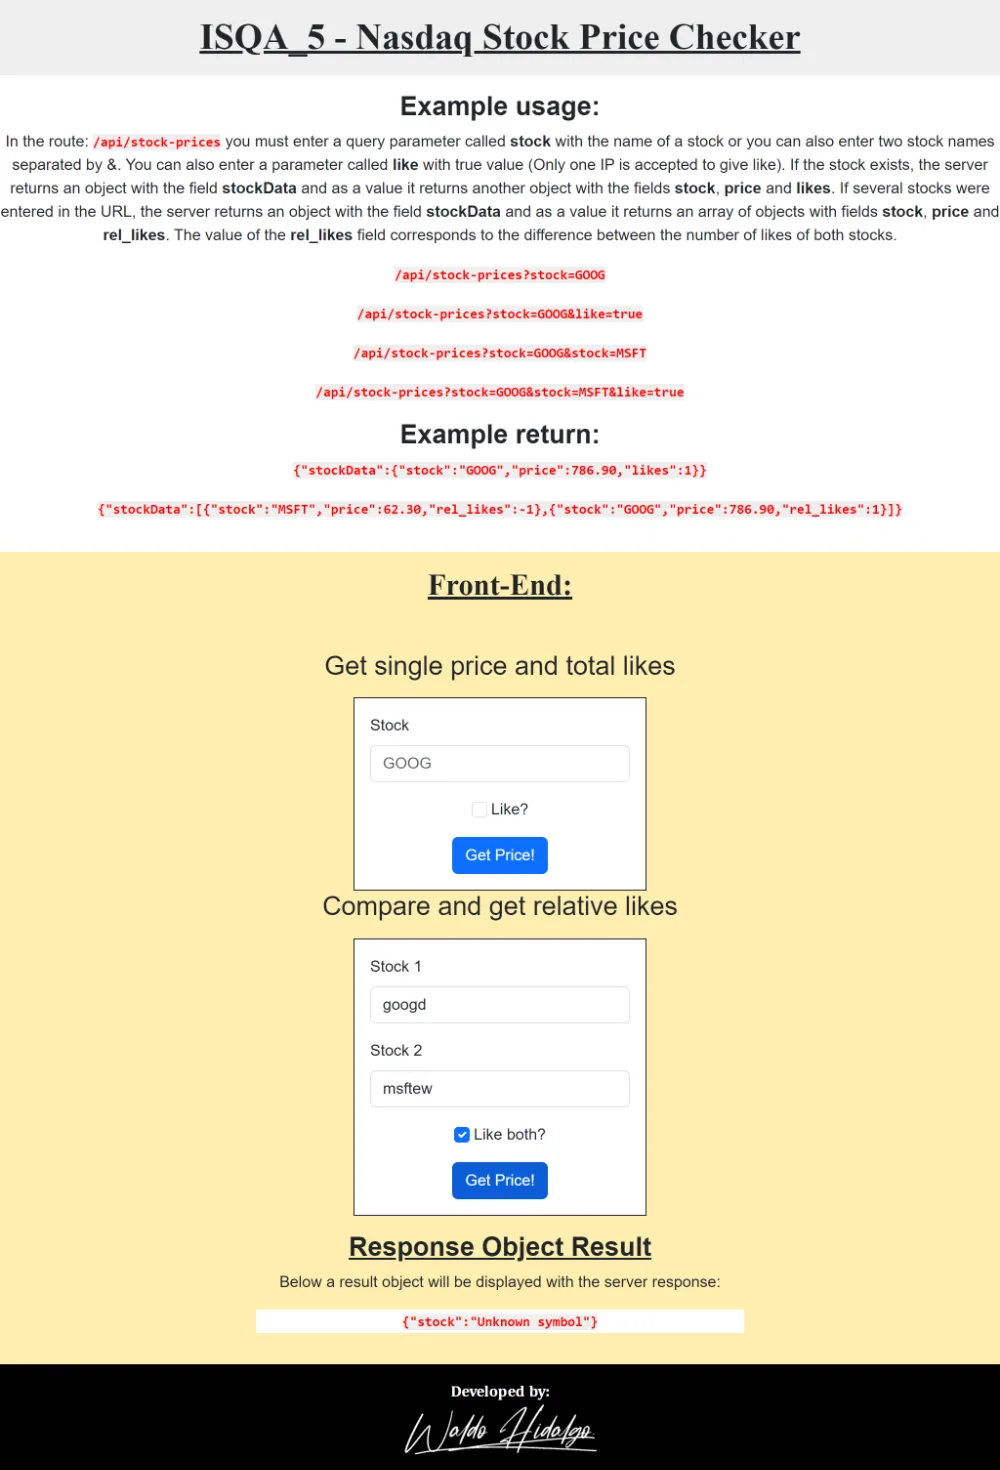 ISQA_5 - Nasdaq Stock Price Checker
Example usage:
In the route: /api/stock-prices you must enter a query parameter called stock with the name of a stock or you can also enter two stock names
separated by &. You can also enter a parameter called like with true value (Only one IP is accepted to give like). If the stock exists, the server
returns an object with the field stockData and as a value it returns another object with the fields stock, price and likes. If several stocks were
entered in the URL, the server returns an object with the field stockData and as a value it returns an array of objects with fields stock, price and
rel_likes. The value of the rel_likes field corresponds to the difference between the number of likes of both stocks.
/api/stock-prices?stock=GOOG
/api/stock-prices?stock=GOOG&like=true
/api/stock-prices?stock=GOOG&stock=MSFT
/api/stock-prices?stock=GOOG&stock=MSFT&like=true
Example return:
{"stockData":{"stock":"GOOG","price":786.90,"likes":1}}
{"stockData":[{"stock":"MSFT","price":62.30,"rel_likes":-1},{"stock":"GOOG","price":786.90,"rel_likes":1}]}
Front-End:
Get single price and total likes
Stock
GOOG
Like?
Get Price!
Compare and get relative likes
Stock 1
googd
Stock 2
msftew
Like both?
Get Price!
Response Object Result
Below a result object will be displayed with the server response:
{"stock":"Unknown symbol"}
Developed by:
Waldo Hidalgo